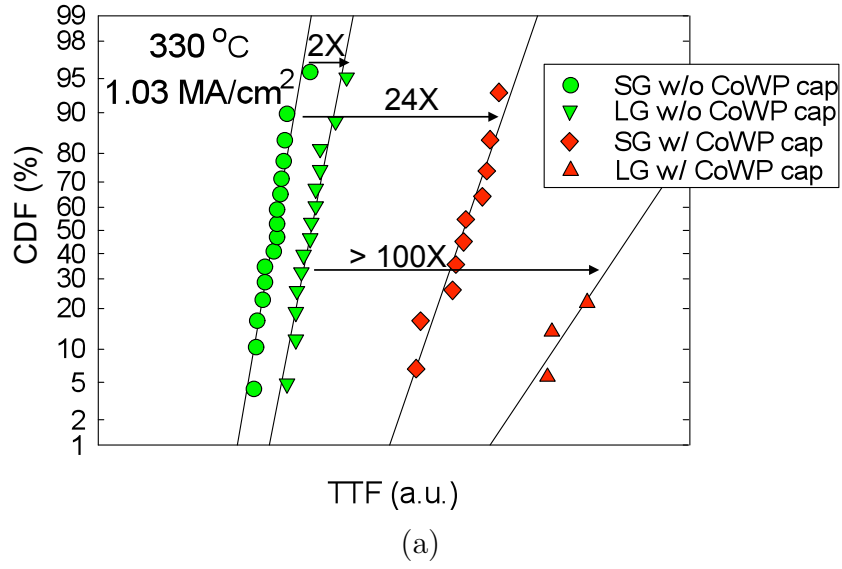 99
98
95
90
80
70
60
50
40
30
20
10
5
2
1
CDF (%)
330 °C
1.03 MA/cm²
2X
24X
> 100X
SG w/o CoWP cap
LG w/o CoWP cap
SG w/ CoWP cap
LG w/ CoWP cap
TTF (a.u.)
(a)